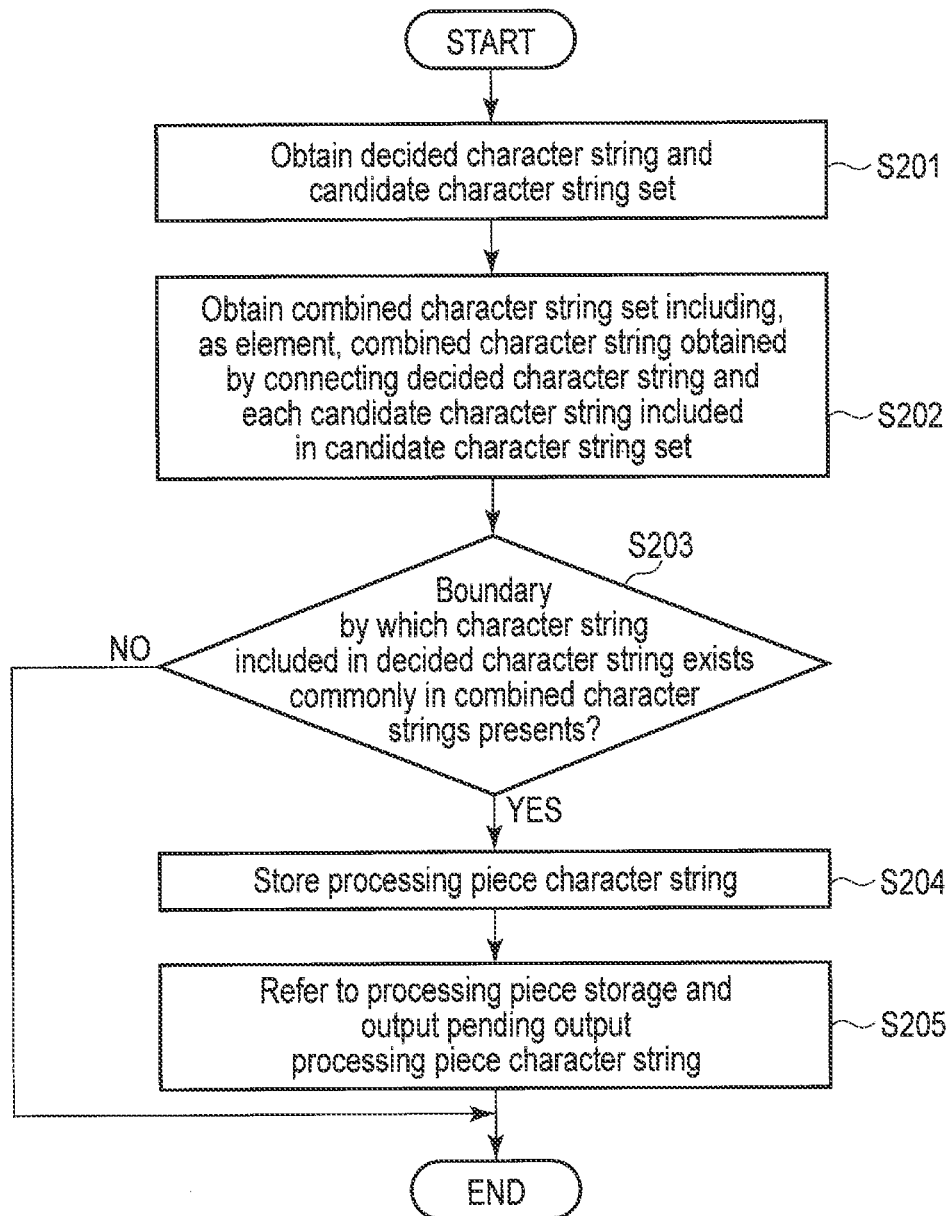 START
Obtain decided character string and
candidate character string set
S201
Obtain combined character string set including,
as element, combined character string obtained
by connecting decided character string and
each candidate character string included
in candidate character string set
S202
S203
Boundary
by which character string
included in decided character string exists
commonly in combined character
strings presents?
NO
YES
Store processing piece character string
S204
Refer to processing piece storage and
output pending output
processing piece character string
S205
END